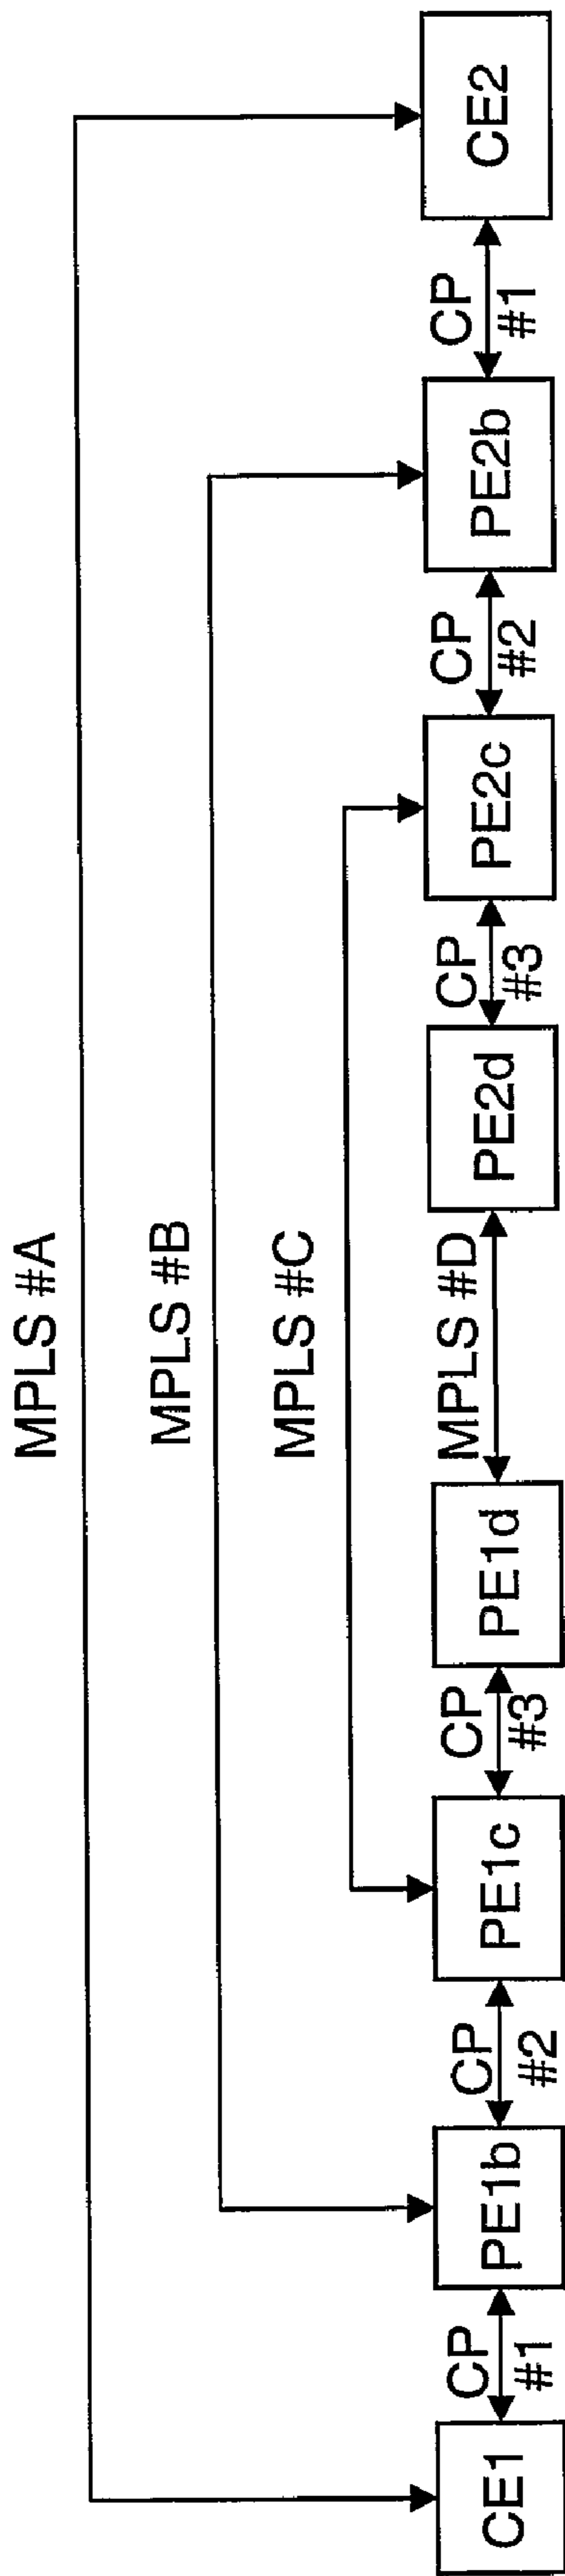 MPLS #A
MPLS #B
MPLS #C
CE1
CP
#1
PE1b
CP
#2
PE1c
CP
#3
PE1d
MPLS #D
PE2d
CP
#3
PE2c
CP
#2
PE2b
CP
#1
CE2